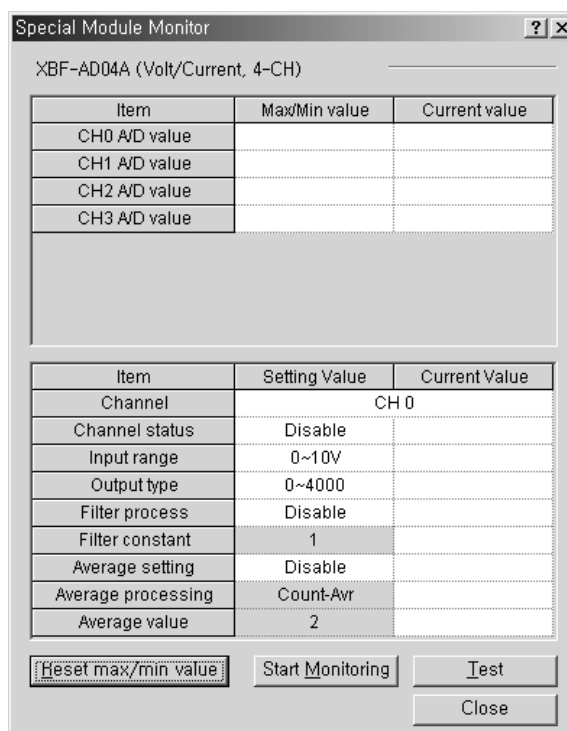 Special Module Monitor ? ×
XBF-AD04A (Volt/Current, 4-CH)
Item Max/Min value Current value
CH0 A/D value
CH1 A/D value
CH2 A/D value
CH3 A/D value
Item Setting Value Current Value
Channel CH 0
Channel status Disable
Input range 0~10V
Output type 0~4000
Filter process Disable
Filter constant 1
Average setting Disable
Average processing Count-Avr
Average value 2
Reset max/min value Start Monitoring Test
Close